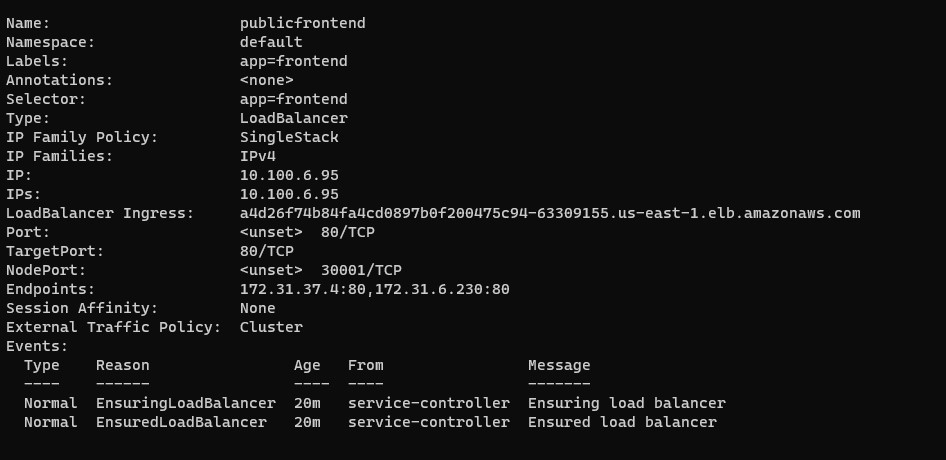 Name:                     publicfrontend
Namespace:                default
Labels:                   app=frontend
Annotations:              <none>
Selector:                 app=frontend
Type:                     LoadBalancer
IP Family Policy:         SingleStack
IP Families:              IPv4
IP:                       10.100.6.95
IPs:                      10.100.6.95
LoadBalancer Ingress:     a4d26f74b84fa4cd0897b0f200475c94-63309155.us-east-1.elb.amazonaws.com
Port:                     <unset>  80/TCP
TargetPort:               80/TCP
NodePort:                 <unset>  30001/TCP
Endpoints:                172.31.37.4:80,172.31.6.230:80
Session Affinity:         None
External Traffic Policy:  Cluster
Events:
  Type    Reason                Age   From                Message
  ----    ------                ----  ----                -------
  Normal  EnsuringLoadBalancer  20m   service-controller  Ensuring load balancer
  Normal  EnsuredLoadBalancer   20m   service-controller  Ensured load balancer